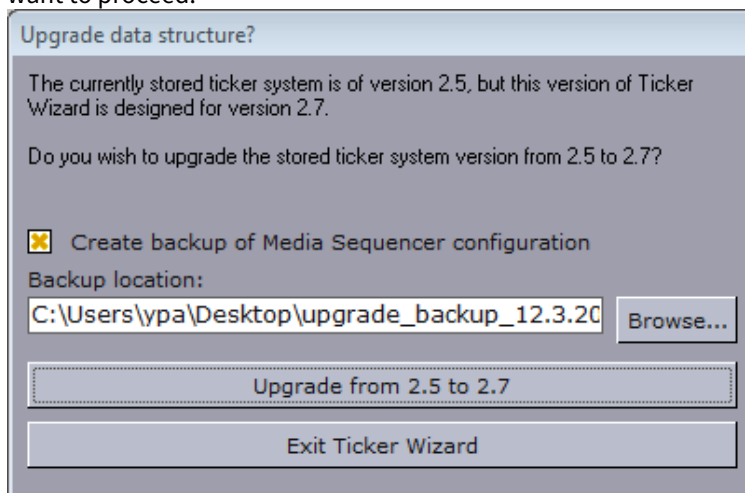 want to proceed.
Upgrade data structure?
The currently stored ticker system is of version 2.5, but this version of Ticker
Wizard is designed for version 2.7.
Do you wish to upgrade the stored ticker system version from 2.5 to 2.7?
Create backup of Media Sequencer configuration
Backup location:
C:\Users\ypa\Desktop\upgrade_backup_12.3.20
Browse...
Upgrade from 2.5 to 2.7
Exit Ticker Wizard